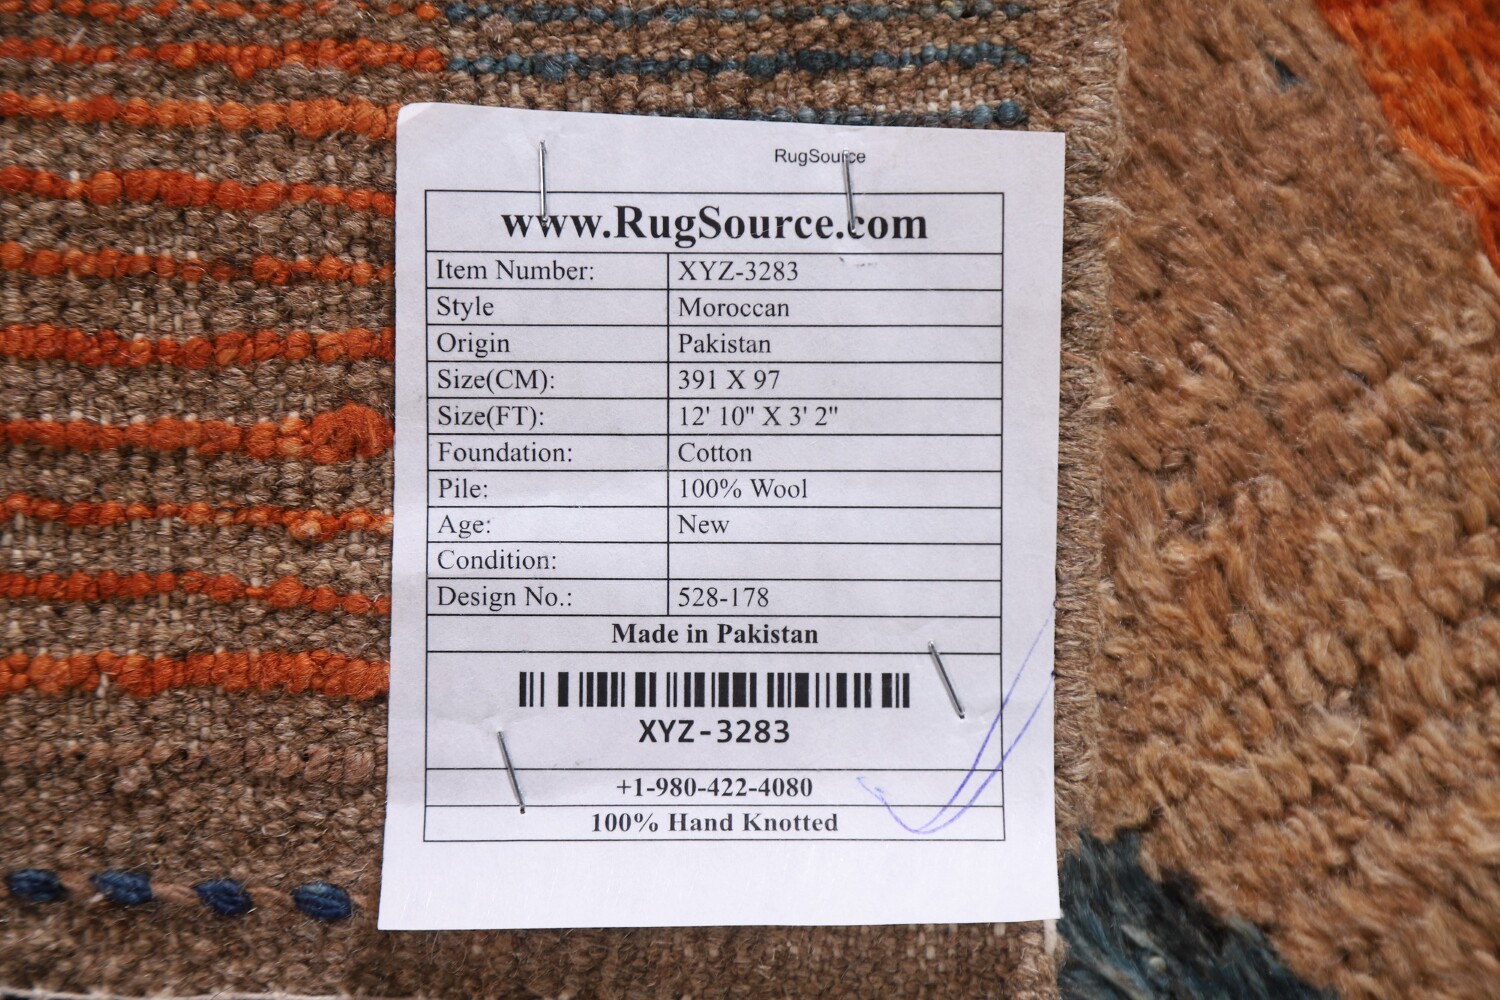 RugSource
www.RugSource.com
Item Number: XYZ-3283
Style Moroccan
Origin Pakistan
Size(CM): 391 X 97
Size(FT): 12' 10" X 3' 2"
Foundation: Cotton
Pile: 100% Wool
Age: New
Condition:
Design No.: 528-178
Made in Pakistan
XYZ-3283
+1-980-422-4080
100% Hand Knotted